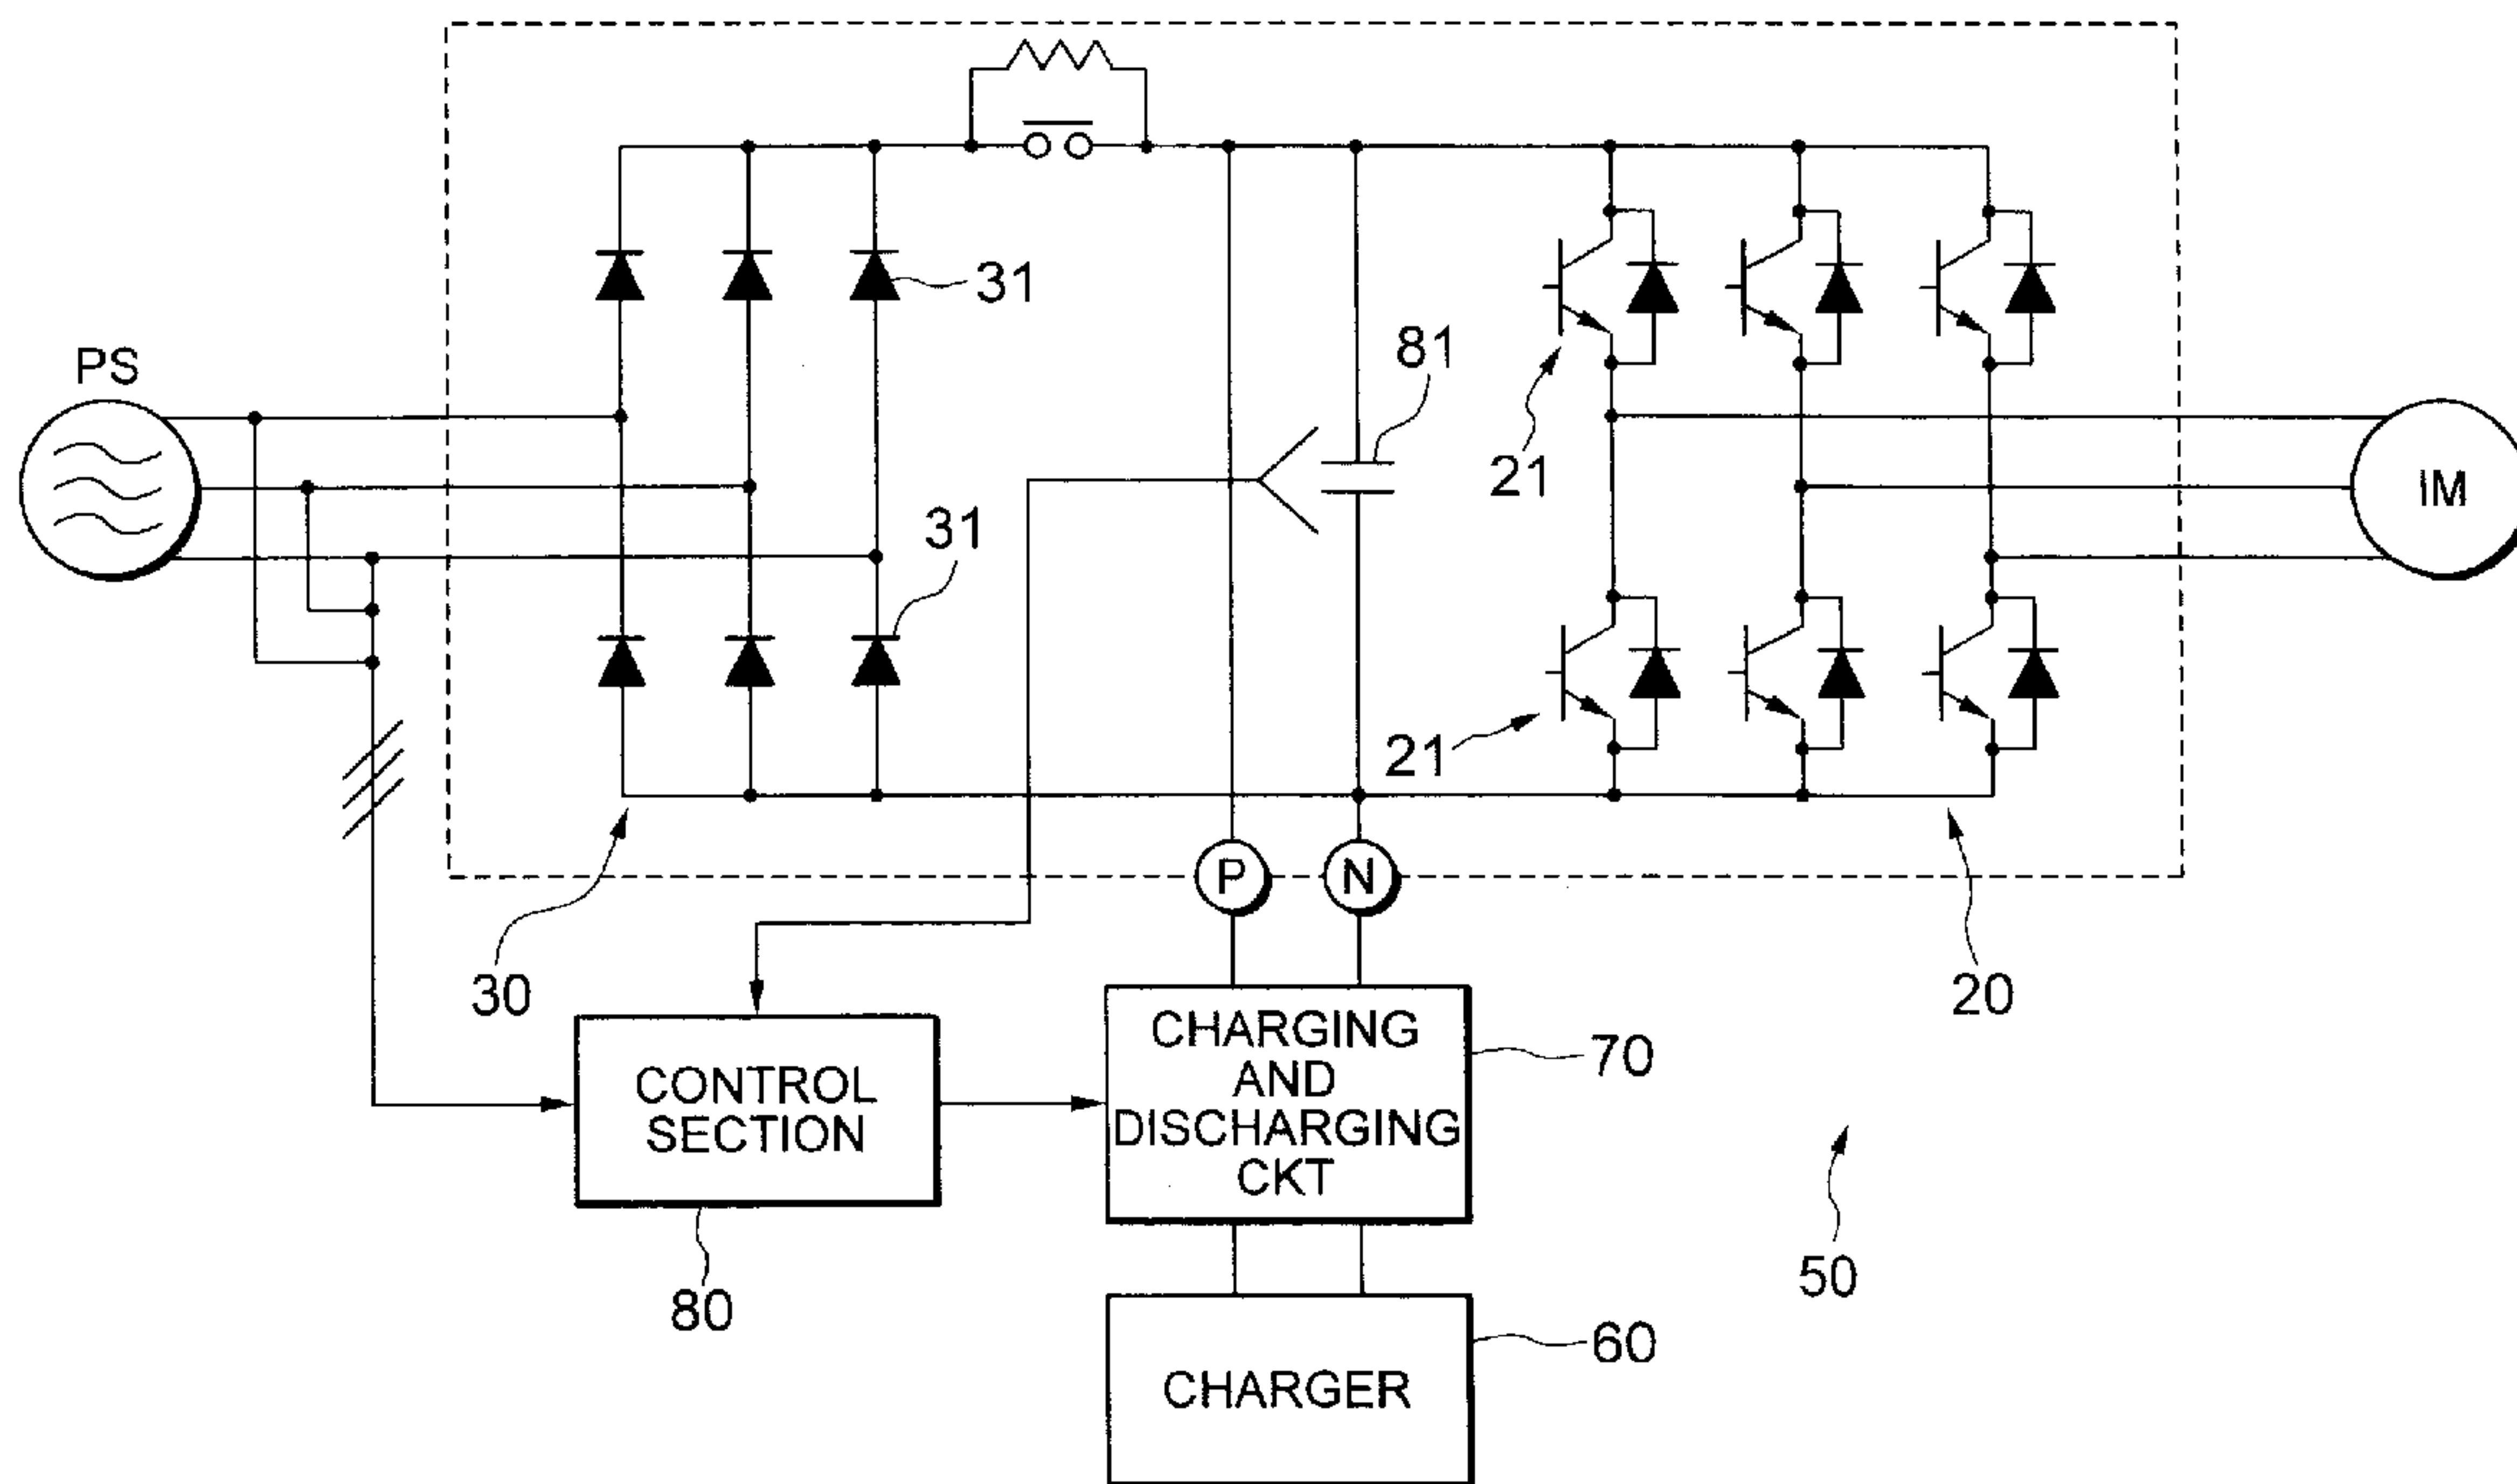 31
PS
81
21
IM
31
21
P
N
30
20
CHARGING
AND
DISCHARGING
CKT
70
CONTROL
SECTION
80
50
60
CHARGER